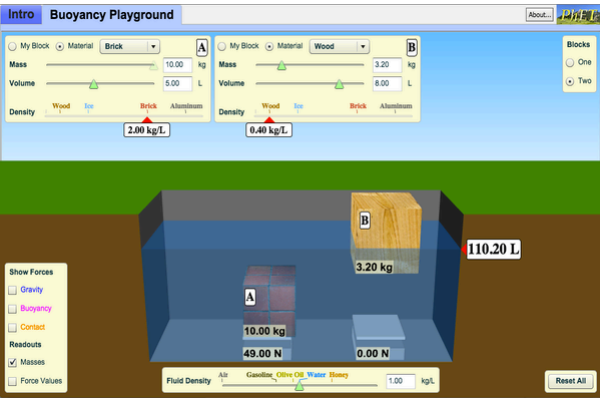 Intro Buoyancy Playground About... PhET
My Block Material Brick A
Mass 10.00 kg
Volume 5.00 L
Density Wood Ice Brick Aluminum
2.00 kg/L
My Block Material Wood B
Mass 3.20 kg
Volume 8.00 L
Density Wood Ice Brick Aluminum
0.40 kg/L
Blocks
One
Two
B
3.20 kg
110.20 L
A
10.00 kg
49.00 N
0.00 N
Show Forces
Gravity
Buoyancy
Contact
Readouts
Masses
Force Values
Air Gasoline Olive Oil Water Honey
Fluid Density 1.00 kg/L
Reset All